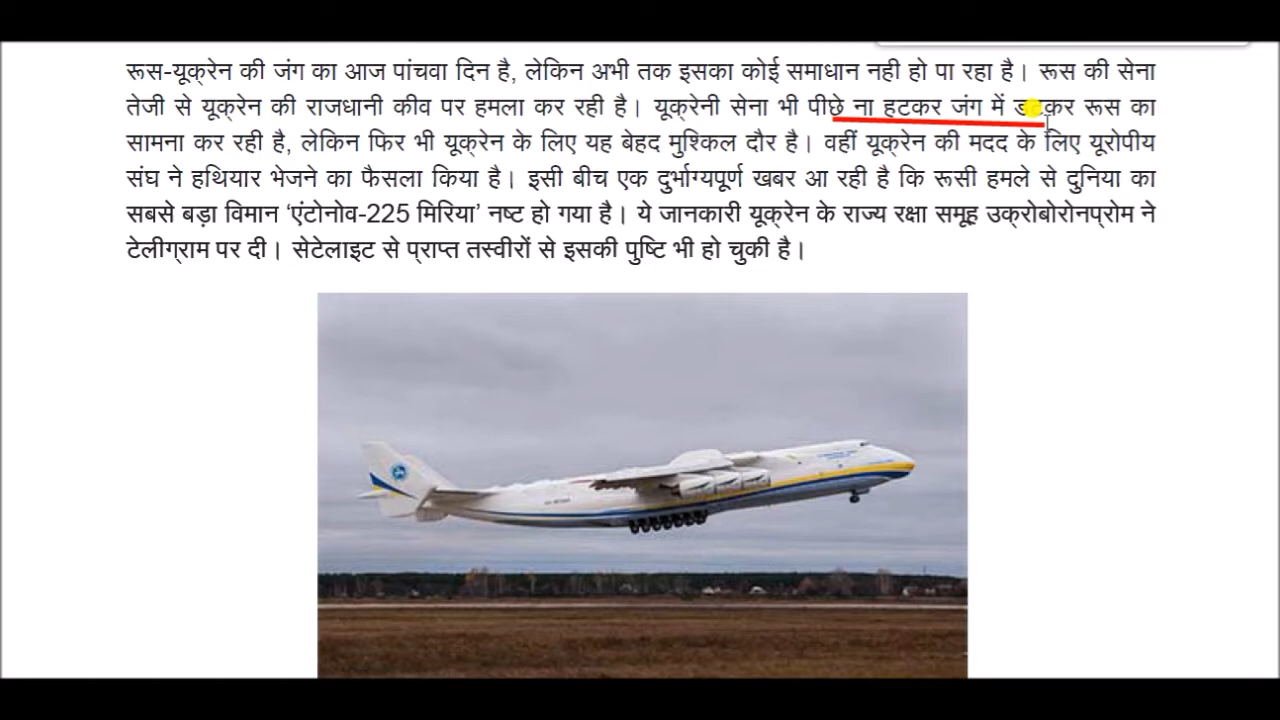 रूस-यूक्रेन की जंग का आज पांचवा दिन है, लेकिन अभी तक इसका कोई समाधान नही हो पा रहा है। रूस की सेना
तेजी से यूक्रेन की राजधानी कीव पर हमला कर रही है। यूक्रेनी सेना भी पीछे ना हटकर जंग में डटकर रूस का
सामना कर रही है, लेकिन फिर भी यूक्रेन के लिए यह बेहद मुश्किल दौर है। वहीं यूक्रेन की मदद के लिए यूरोपीय
संघ ने हथियार भेजने का फैसला किया है। इसी बीच एक दुर्भाग्यपूर्ण खबर आ रही है कि रूसी हमले से दुनिया का
सबसे बड़ा विमान ‘एंटोनोव-225 मिरिया’ नष्ट हो गया है। ये जानकारी यूक्रेन के राज्य रक्षा समूह उक्रोबोरोनप्रोम ने
टेलीग्राम पर दी। सेटेलाइट से प्राप्त तस्वीरों से इसकी पुष्टि भी हो चुकी है।